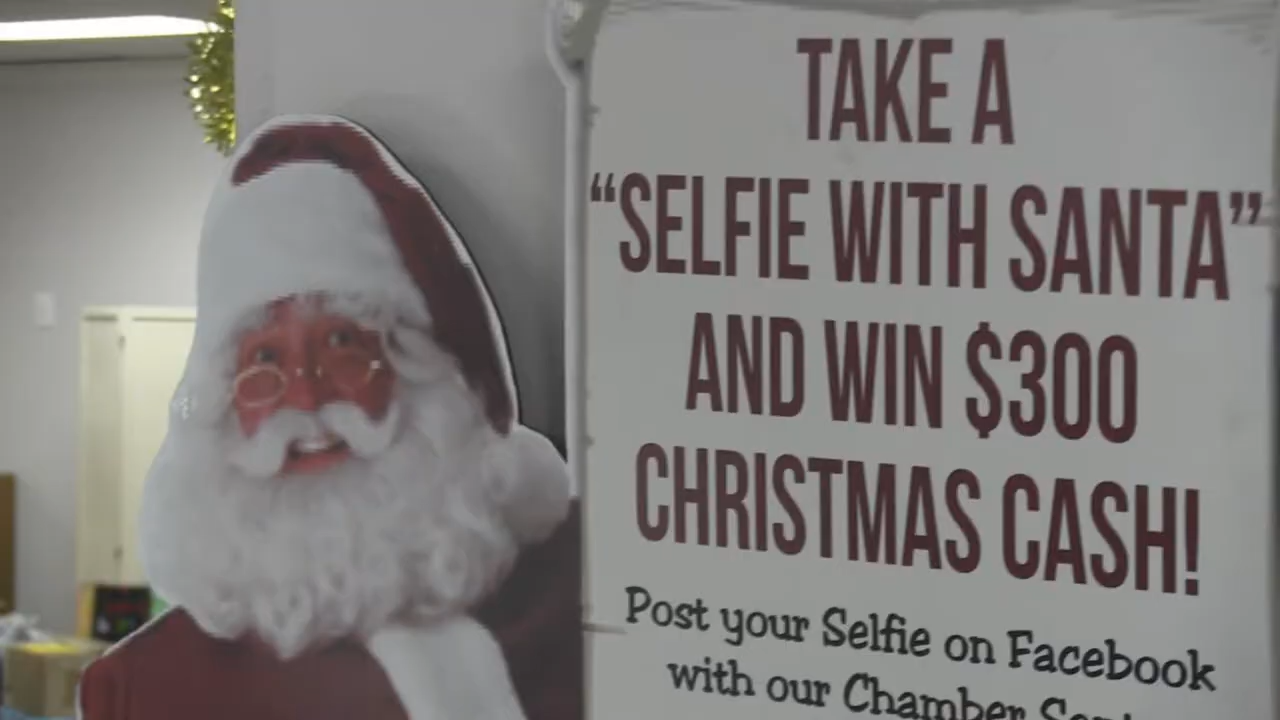 TAKE A
“SELFIE WITH SANTA”
AND WIN $300
CHRISTMAS CASH!
Post your Selfie on Facebook
with our Chamber